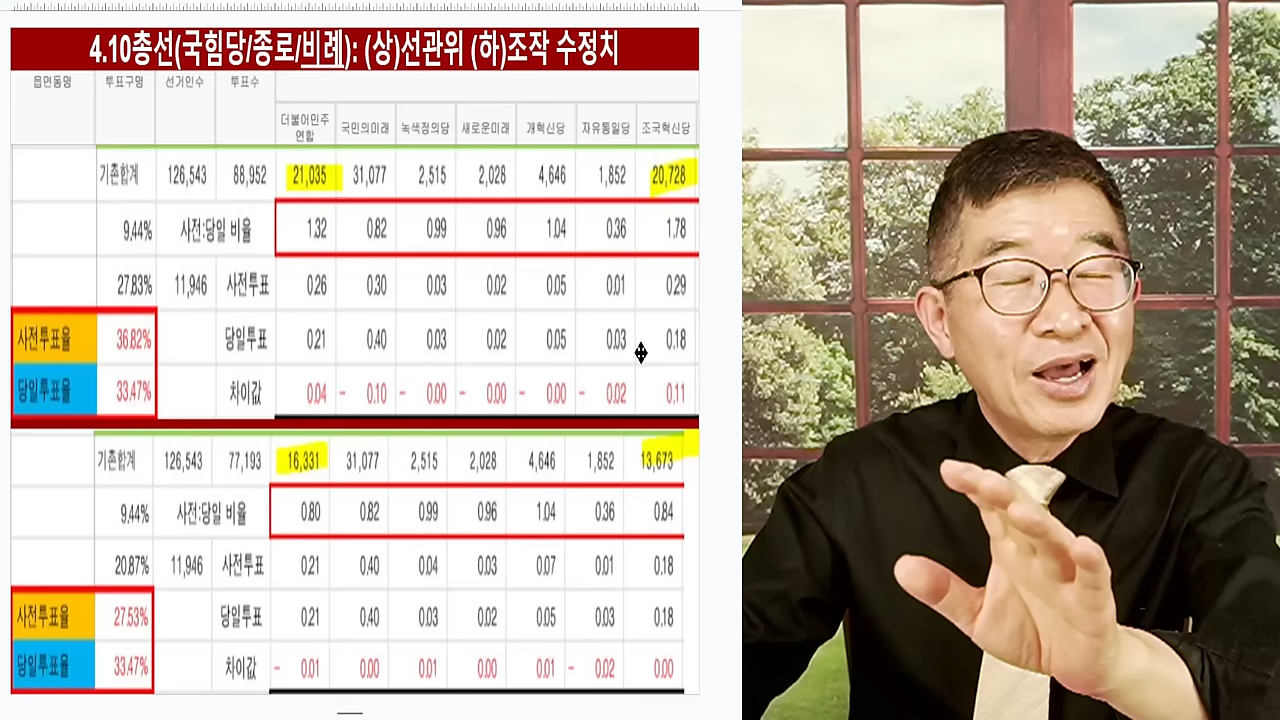 4.10총선(국힘당/종로/비례): (상)선관위 (하)조작 수정치
읍면동명 투표구명 선거인수 투표수
더불어민주연합 국민의미래 녹색정의당 새로운미래 개혁신당 자유통일당 조국혁신당
기존합계 126,543 88,952 21,035 31,077 2,515 2,028 4,646 1,852 20,728
9.44% 사전:당일 비율 1.32 0.82 0.99 0.96 1.04 0.36 1.78
27.83% 11,946 사전투표 0.26 0.30 0.03 0.02 0.05 0.01 0.29
사전투표율 36.82% 당일투표 0.21 0.40 0.03 0.02 0.05 0.03 0.18
당일투표율 33.47% 차이값 0.04 - 0.10 - 0.00 - 0.00 - 0.00 - 0.02 0.11
기존합계 126,543 77,193 16,331 31,077 2,515 2,028 4,646 1,852 13,673
9.44% 사전:당일 비율 0.80 0.82 0.99 0.96 1.04 0.36 0.84
20.87% 11,946 사전투표 0.21 0.40 0.04 0.03 0.07 0.01 0.18
사전투표율 27.53% 당일투표 0.21 0.40 0.03 0.02 0.05 0.03 0.18
당일투표율 33.47% 차이값 - 0.01 0.00 0.01 0.00 0.01 - 0.02 0.00